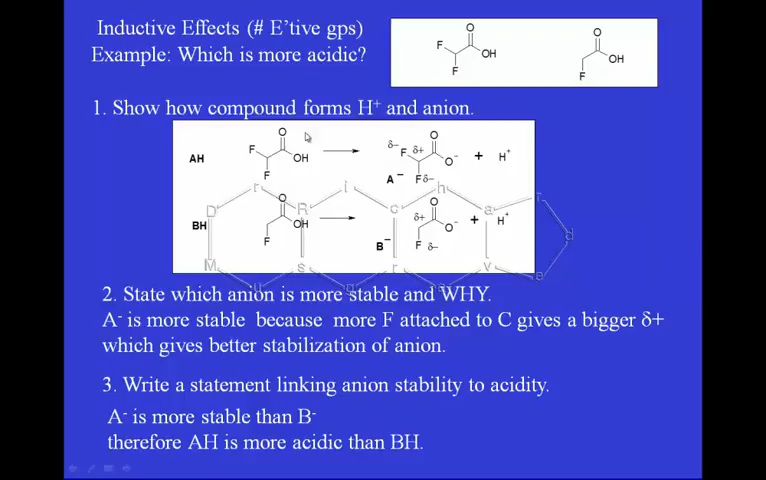 Inductive Effects (# E'tive gps)
Example: Which is more acidic?
F O OH F
O OH F
1. Show how compound forms H+ and anion.
AH F O OH F δ– F δ+ O O– F δ– A– + H+
BH O OH F δ+ O O– F δ– B– + H+
D r R i c h a r d
M u s g r a v e
2. State which anion is more stable and WHY.
A- is more stable because more F attached to C gives a bigger δ+
which gives better stabilization of anion.
3. Write a statement linking anion stability to acidity.
A- is more stable than B-
therefore AH is more acidic than BH.